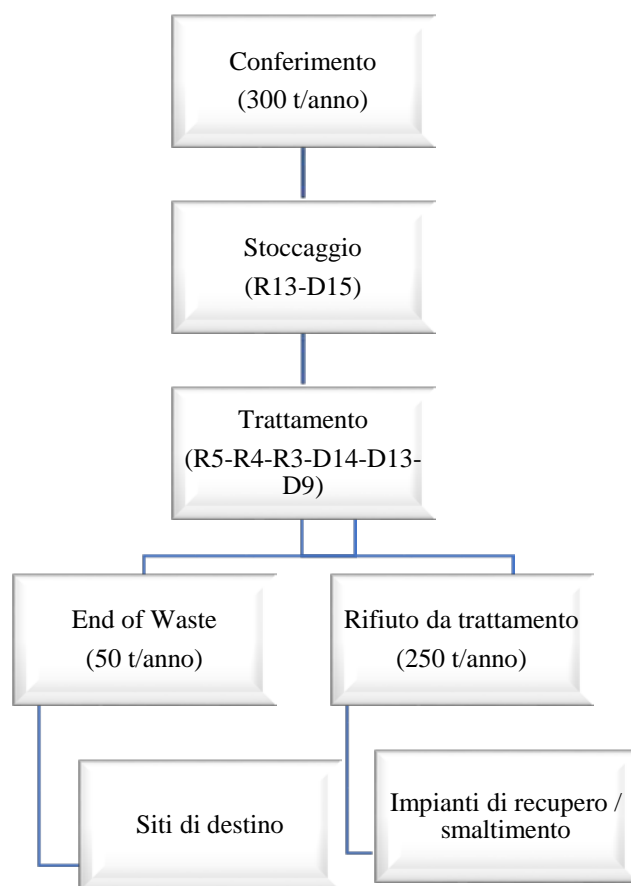 Conferimento
(300 t/anno)
Stoccaggio
(R13-D15)
Trattamento
(R5-R4-R3-D14-D13-
D9)
End of Waste
(50 t/anno)
Rifiuto da trattamento
(250 t/anno)
Siti di destino
Impianti di recupero /
smaltimento